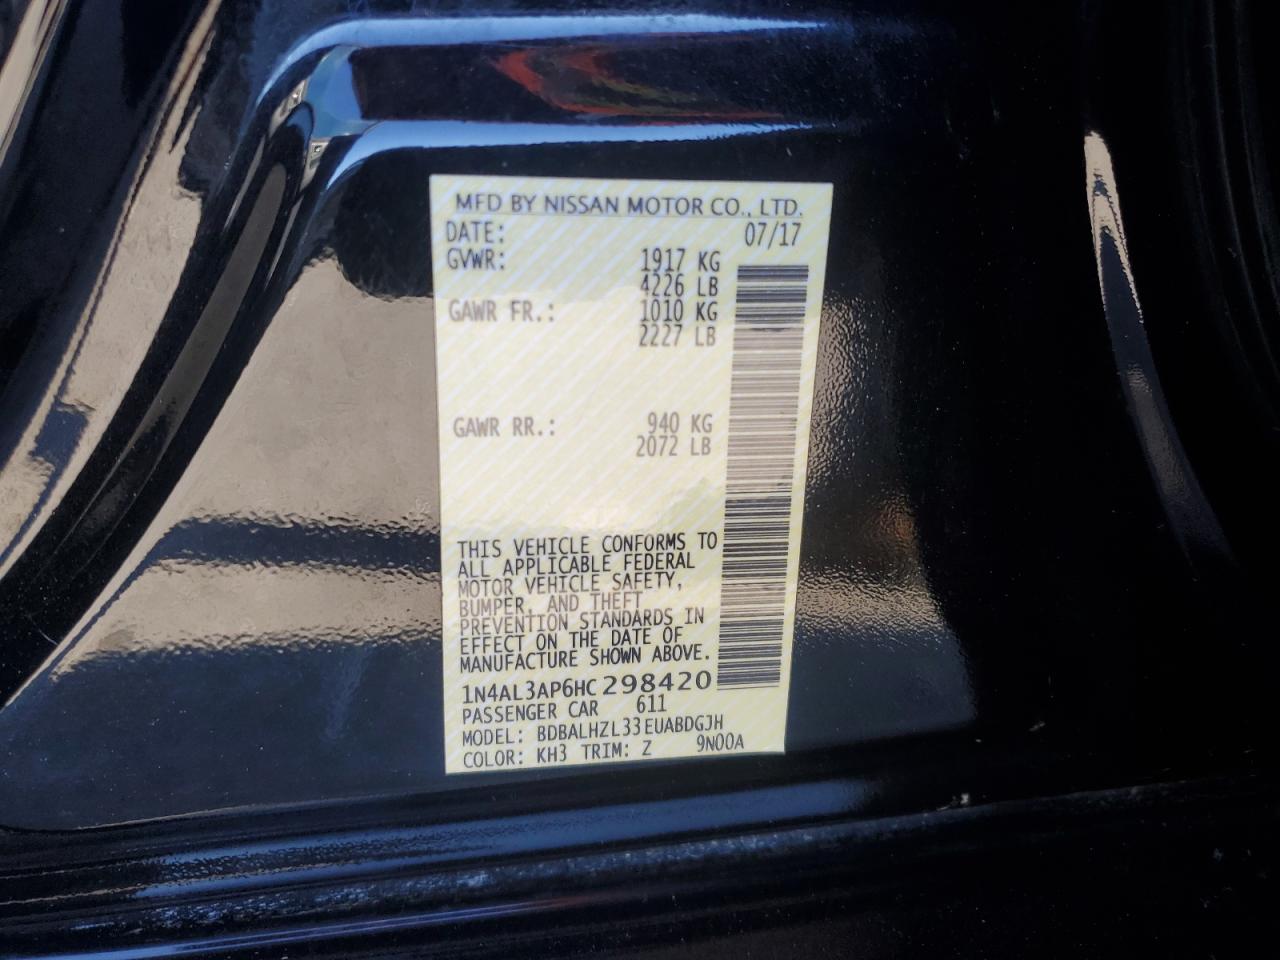 MFD BY NISSAN MOTOR CO., LTD.
DATE: 07/17
GVWR: 1917 KG
4226 LB
GAWR FR.: 1010 KG
2227 LB
GAWR RR.: 940 KG
2072 LB
THIS VEHICLE CONFORMS TO
ALL APPLICABLE FEDERAL
MOTOR VEHICLE SAFETY,
BUMPER, AND THEFT
PREVENTION STANDARDS IN
EFFECT ON THE DATE OF
MANUFACTURE SHOWN ABOVE.
1N4AL3AP6HC298420
PASSENGER CAR 611
MODEL: BDBALHZL33EUABDGJH
COLOR: KH3 TRIM: Z 9N00A